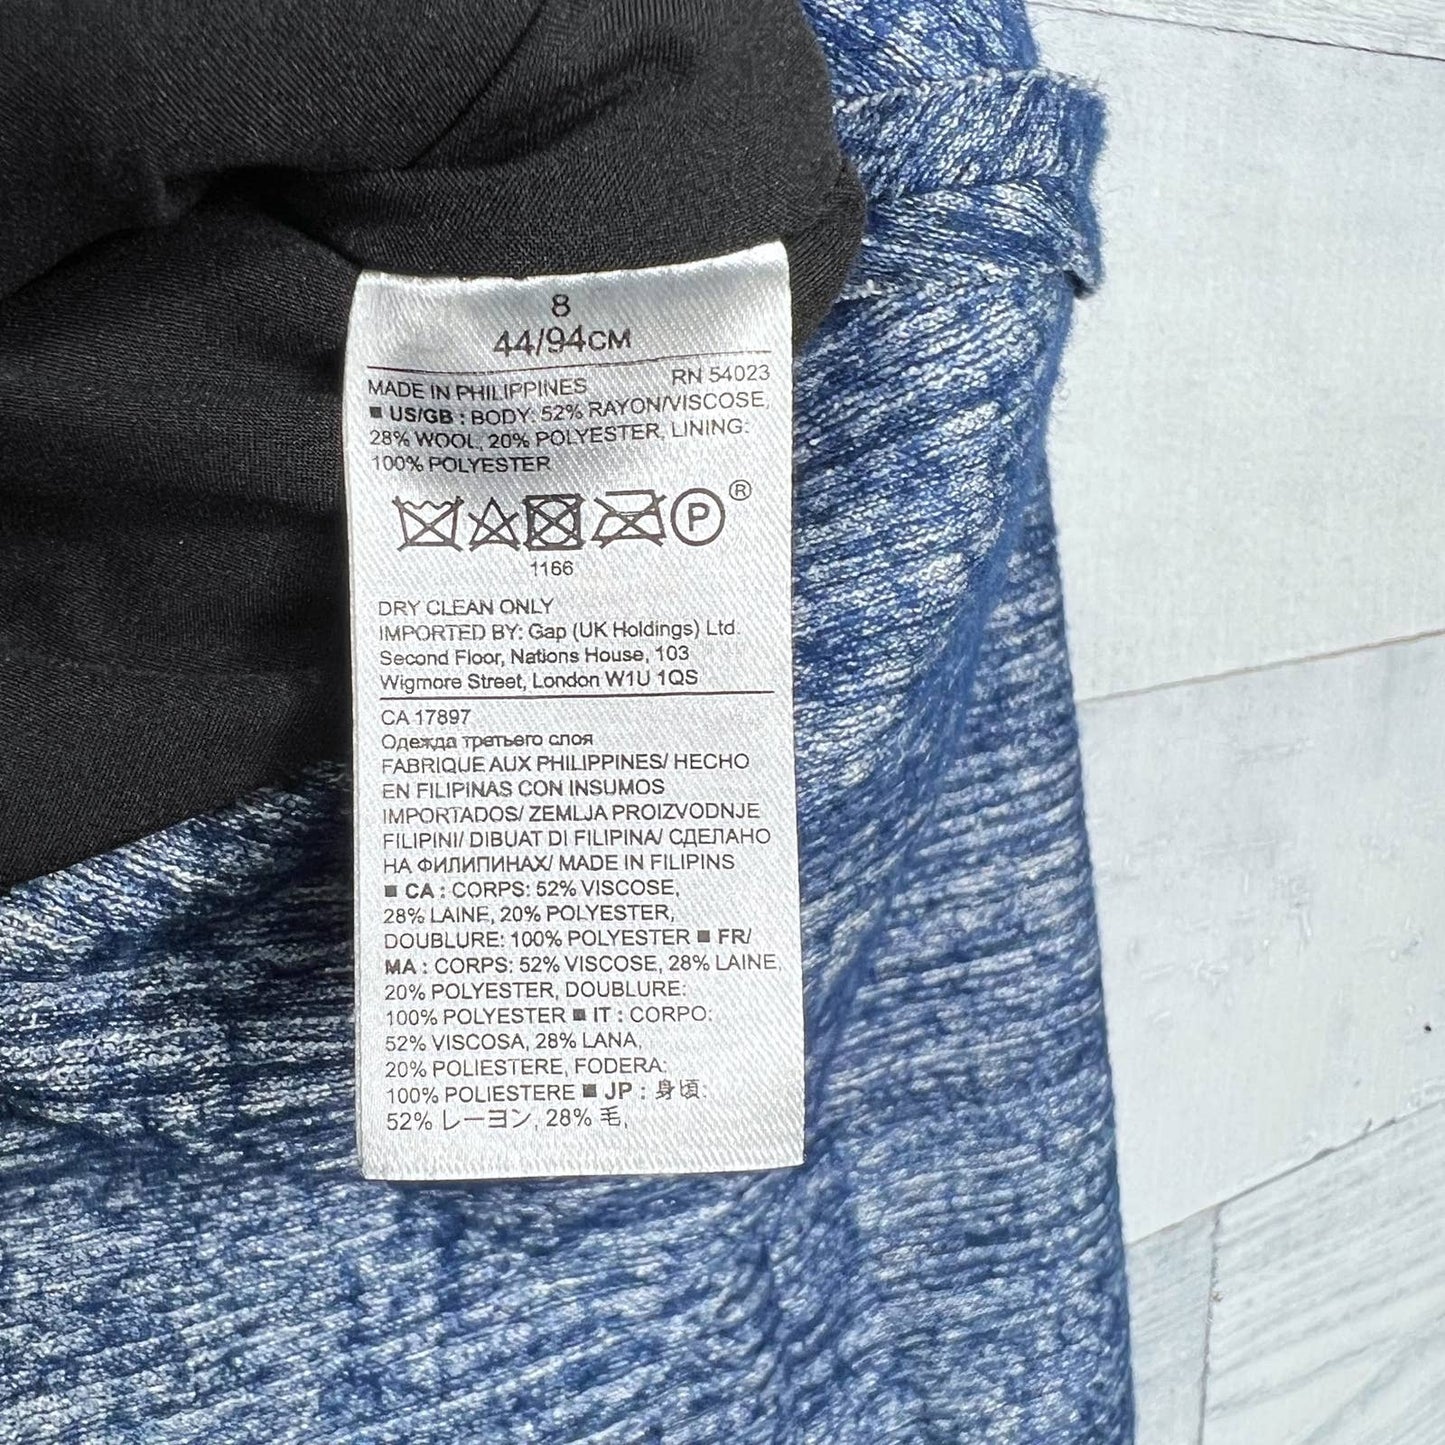 8
44/94CM
MADE IN PHILIPPINES RN 54023
■ US/GB : BODY: 52% RAYON/VISCOSE,
28% WOOL, 20% POLYESTER, LINING:
100% POLYESTER
P ®
1166
DRY CLEAN ONLY
IMPORTED BY: Gap (UK Holdings) Ltd.
Second Floor, Nations House, 103
Wigmore Street, London W1U 1QS
CA 17897
Одежда третьего слоя
FABRIQUE AUX PHILIPPINES/ HECHO
EN FILIPINAS CON INSUMOS
IMPORTADOS/ ZEMLJA PROIZVODNJE
FILIPINI/ DIBUAT DI FILIPINA/ СДЕЛАНО
НА ФИЛИПИНАХ/ MADE IN FILIPINS
■ CA : CORPS: 52% VISCOSE,
28% LAINE, 20% POLYESTER,
DOUBLURE: 100% POLYESTER ■ FR/
MA : CORPS: 52% VISCOSE, 28% LAINE,
20% POLYESTER, DOUBLURE:
100% POLYESTER ■ IT : CORPO:
52% VISCOSA, 28% LANA,
20% POLIESTERE, FODERA:
100% POLIESTERE ■ JP : 身頃:
52% レーヨン, 28% 毛,